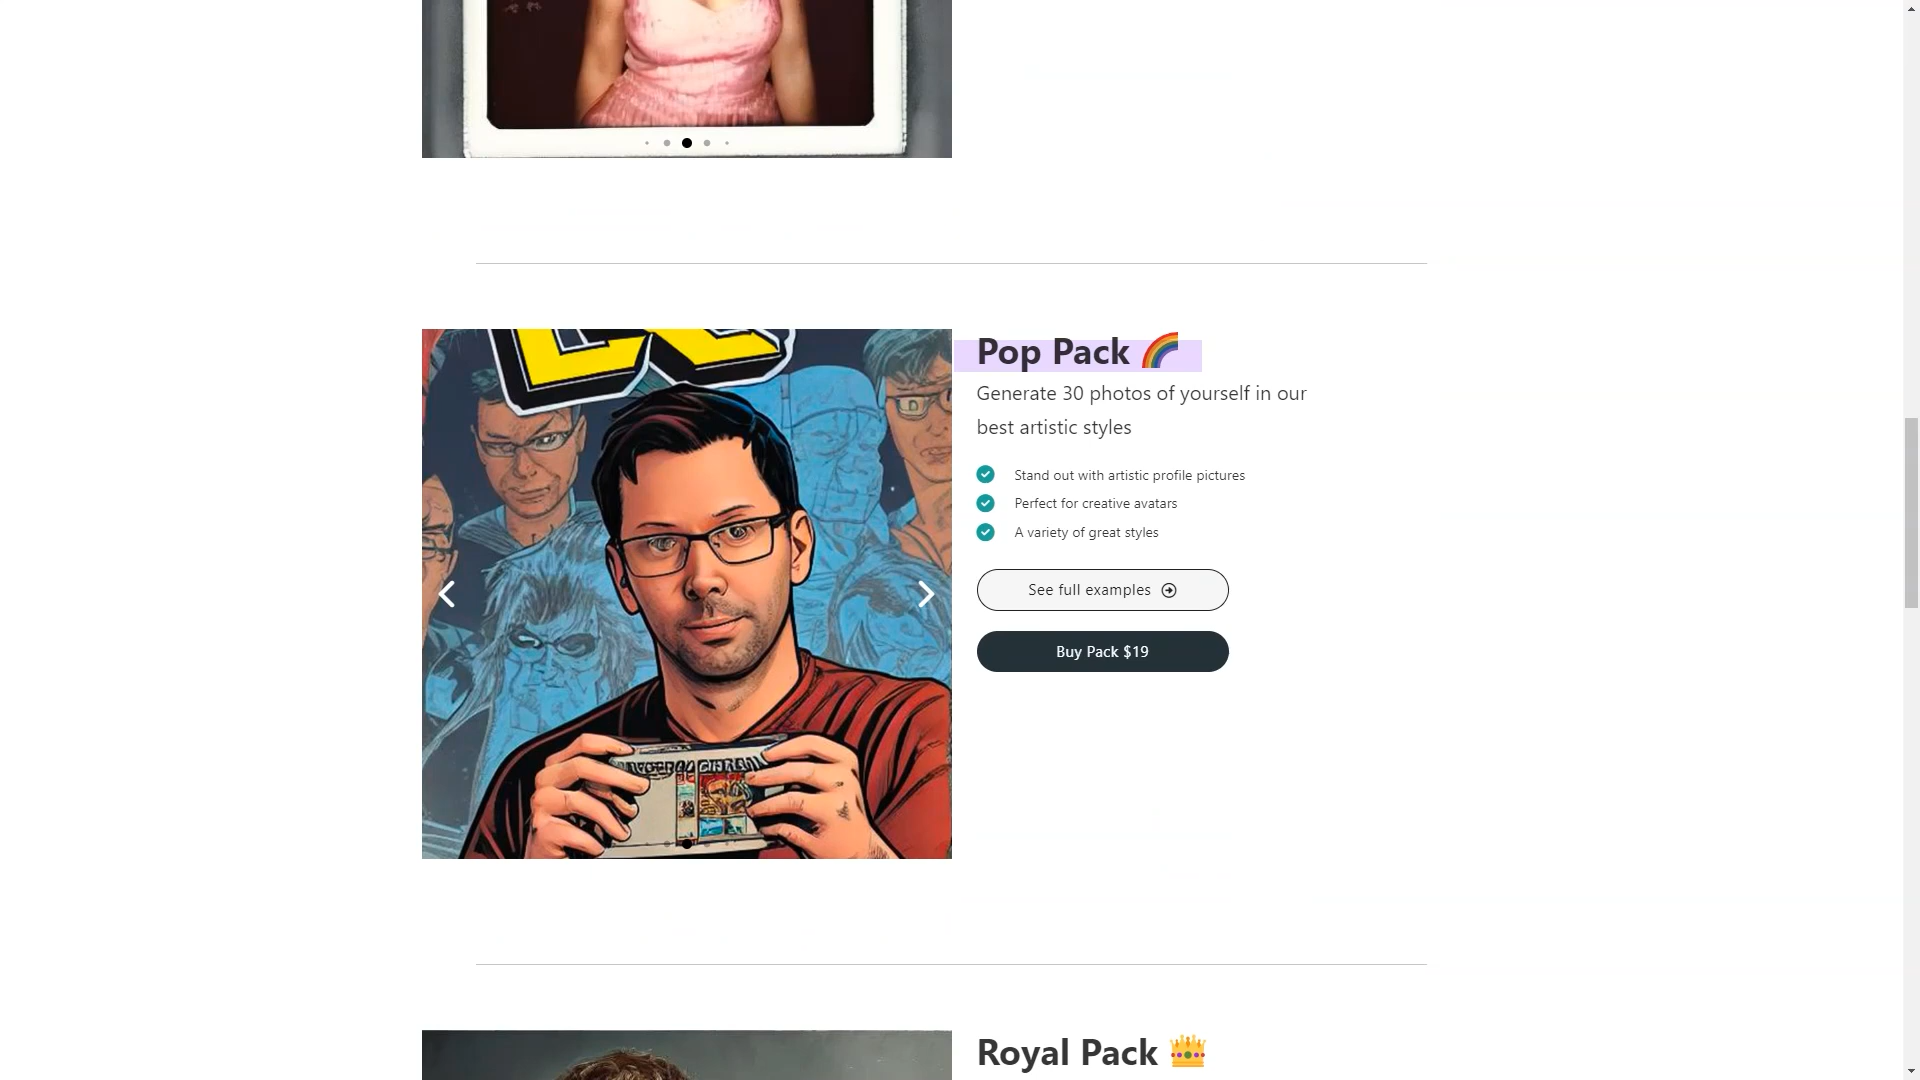 Pop Pack 🌈
Generate 30 photos of yourself in our
best artistic styles
Stand out with artistic profile pictures
Perfect for creative avatars
A variety of great styles
See full examples
Buy Pack $19
Royal Pack 👑